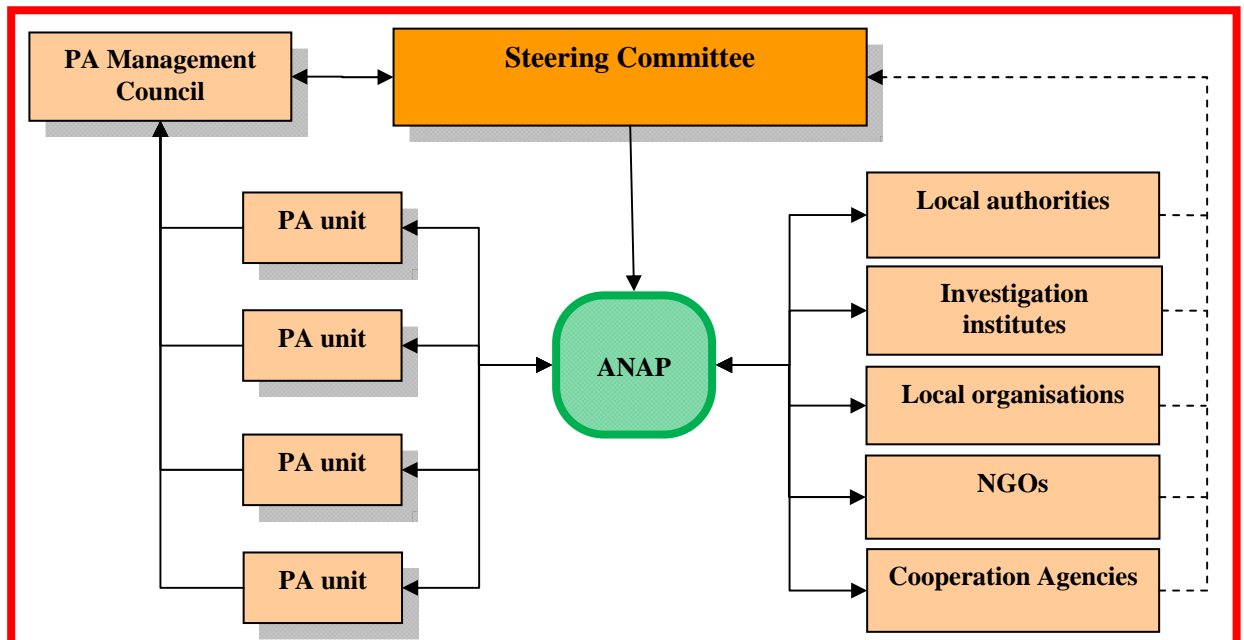 PA Management
Council
Steering Committee
PA unit
PA unit
PA unit
PA unit
ANAP
Local authorities
Investigation
institutes
Local organisations
NGOs
Cooperation Agencies